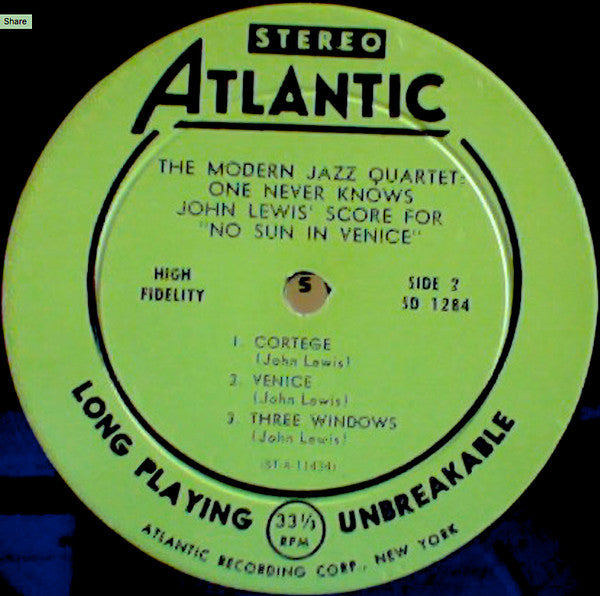 Share
STEREO
ATLANTIC
THE MODERN JAZZ QUARTET:
ONE NEVER KNOWS
JOHN LEWIS' SCORE FOR
"NO SUN IN VENICE"
HIGH
FIDELITY
S
SIDE 2
SD 1284
1. CORTEGE
(John Lewis)
2. VENICE
(John Lewis)
3. THREE WINDOWS
(John Lewis)
(ST A 11434)
LONG PLAYING 33⅓ UNBREAKABLE
RPM
ATLANTIC RECORDING CORP., NEW YORK